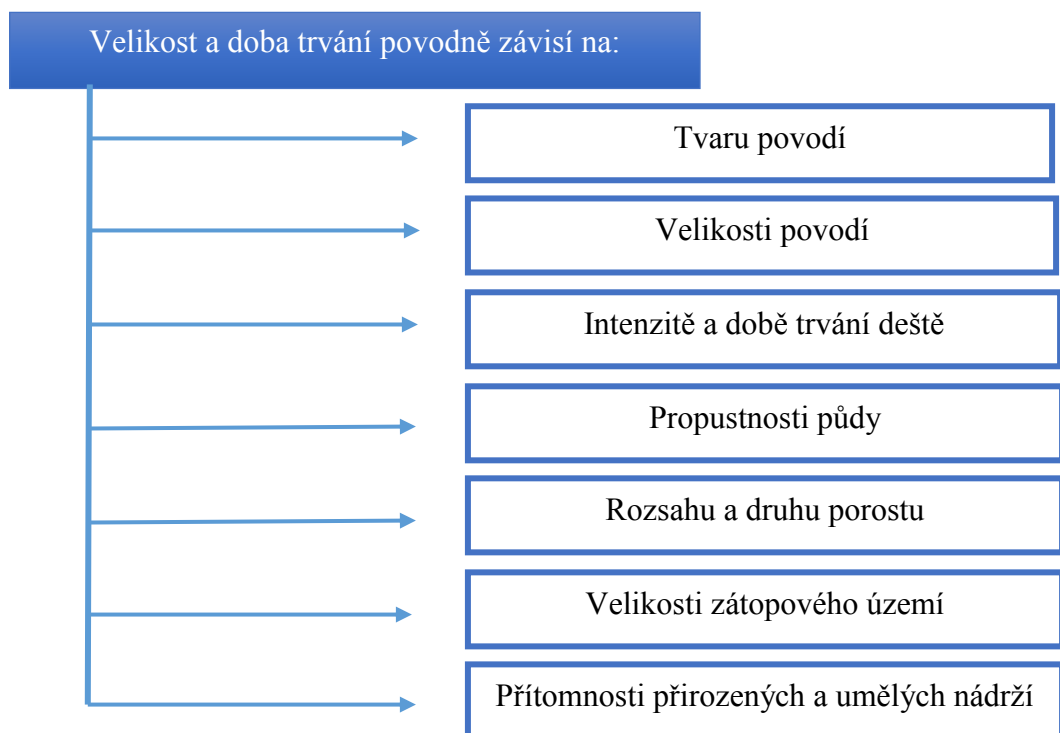 Velikost a doba trvání povodně závisí na:
Tvaru povodí
Velikosti povodí
Intenzitě a době trvání deště
Propustnosti půdy
Rozsahu a druhu porostu
Velikosti zátopového území
Přítomnosti přirozených a umělých nádrží